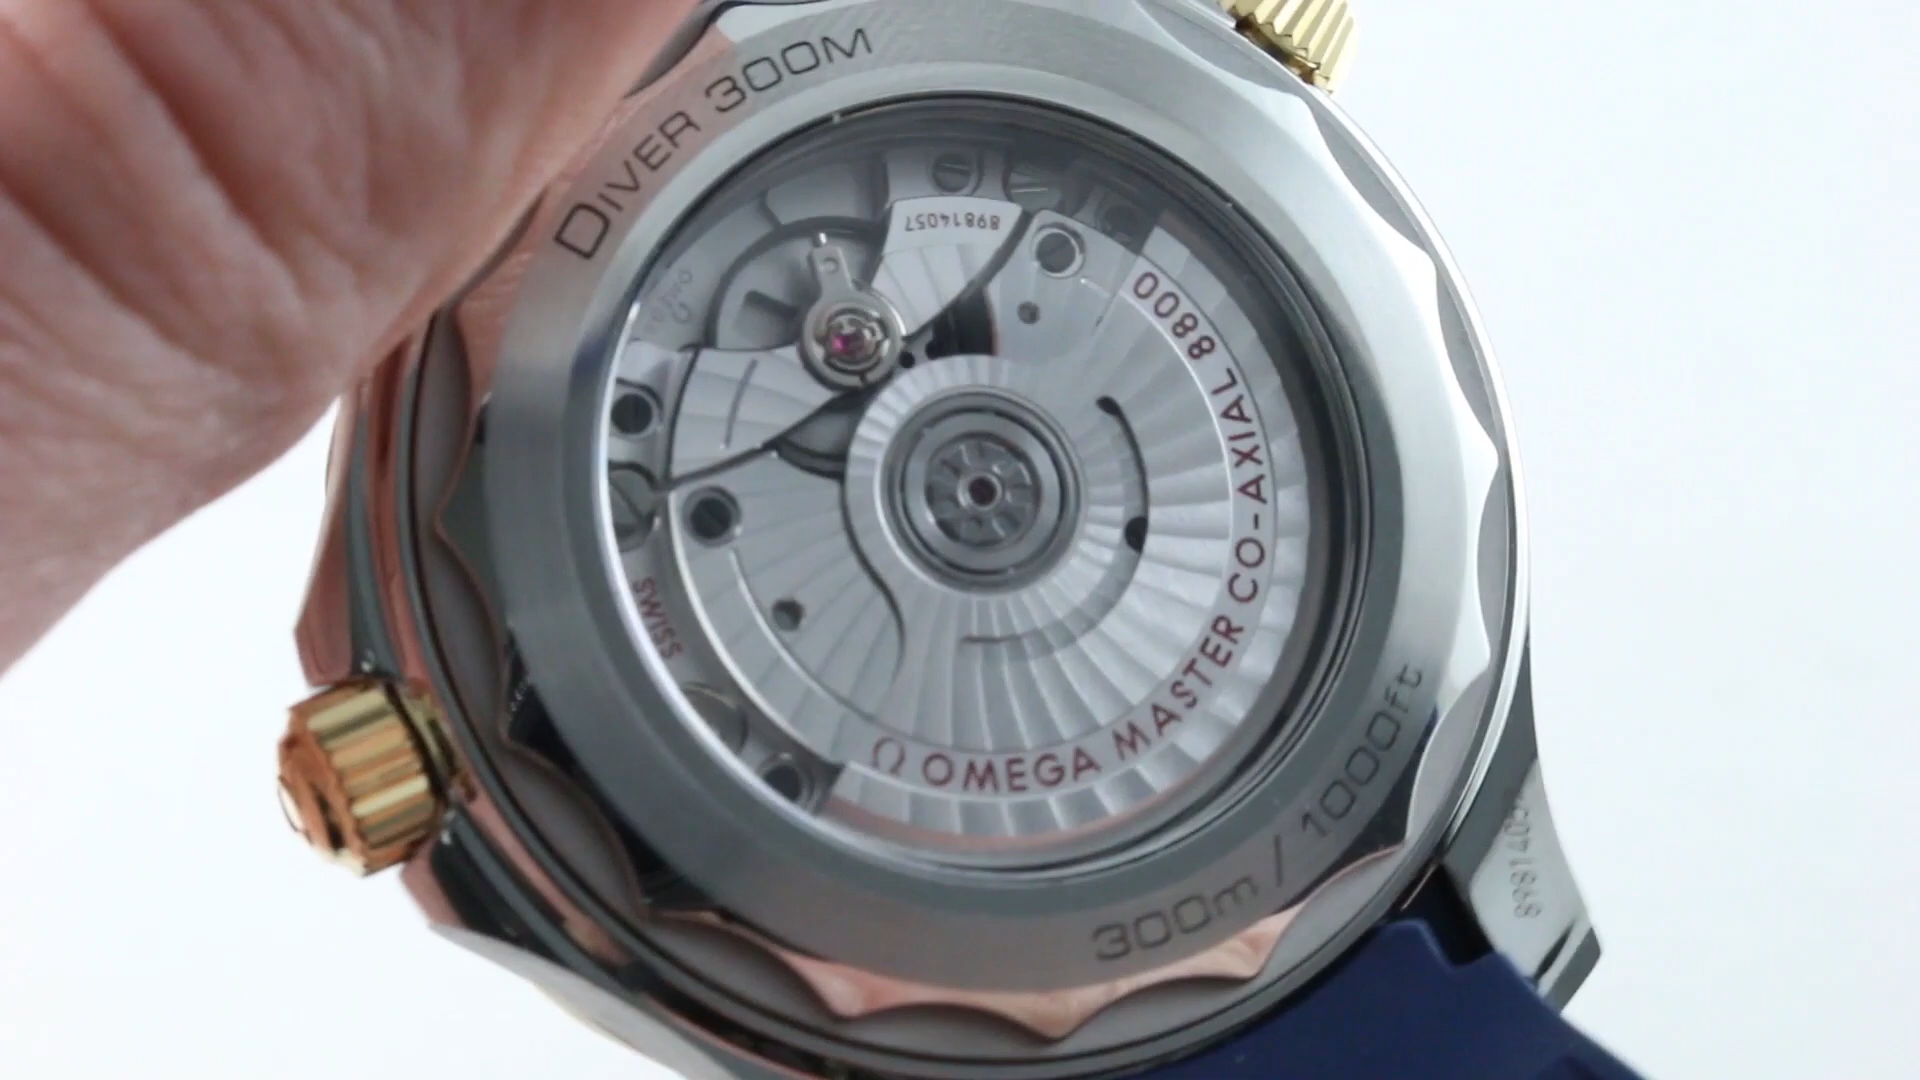 DIVER 300M
89814057
Ω OMEGA MASTER CO-AXIAL 8800
SWISS
300m / 1000ft